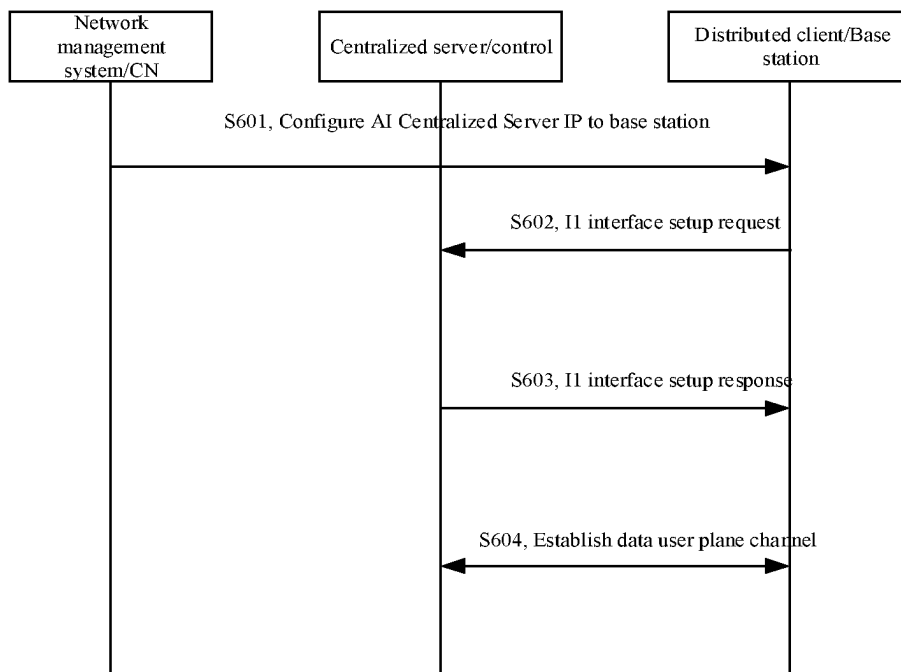 Network
management
system/CN
Centralized server/control
Distributed client/Base
station
S601, Configure AI Centralized Server IP to base station
S602, I1 interface setup request
S603, I1 interface setup response
S604, Establish data user plane channel